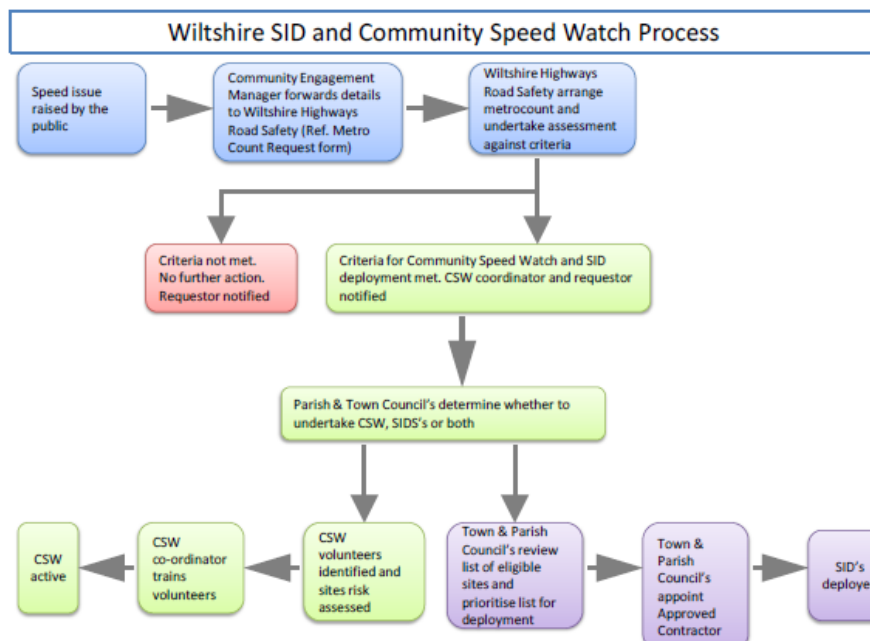 Wiltshire SID and Community Speed Watch Process
Speed issue
raised by the
public
Community Engagement
Manager forwards details
to Wiltshire Highways
Road Safety (Ref. Metro
Count Request form)
Wiltshire Highways
Road Safety arrange
metrocount and
undertake assessment
against criteria
Criteria not met.
No further action.
Requestor notified
Criteria for Community Speed Watch and SID
deployment met. CSW coordinator and requestor
notified
Parish & Town Council's determine whether to
undertake CSW, SIDS's or both
CSW
active
CSW
co-ordinator
trains
volunteers
CSW
volunteers
identified and
sites risk
assessed
Town & Parish
Council's review
list of eligible
sites and
prioritise list for
deployment
Town &
Parish
Council's
appoint
Approved
Contractor
SID's
deploye